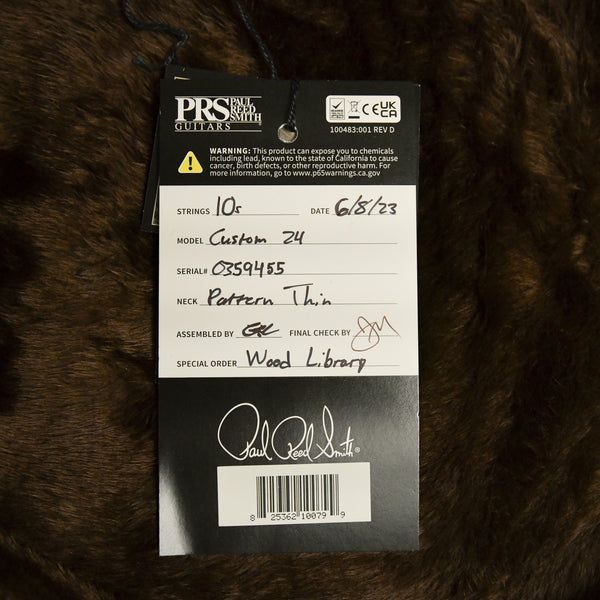 PRS PAUL REED SMITH
GUITARS
UK CA
CE
100483:001 REV D
WARNING: This product can expose you to chemicals
including lead, known to the state of California to cause
cancer, birth defects, or other reproductive harm. For
more information, go to www.p65warnings.ca.gov
STRINGS 10s DATE 6/8/23
MODEL Custom 24
SERIAL# 0359455
NECK Pattern Thin
ASSEMBLED BY FINAL CHECK BY JM
SPECIAL ORDER Wood Library
Paul Reed Smith®
8 25362 10079 9